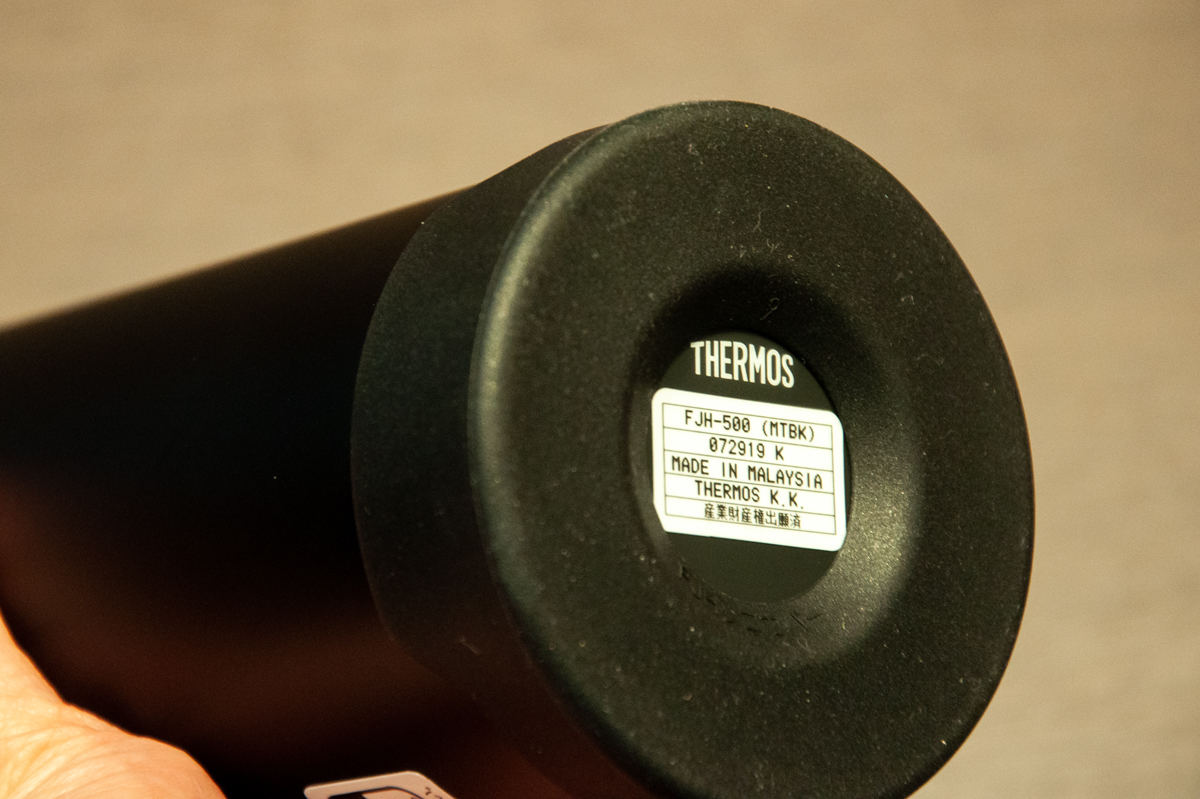 THERMOS
FJH-500 (MTBK)
072919 K
MADE IN MALAYSIA
THERMOS K.K.
産業財産権出願済